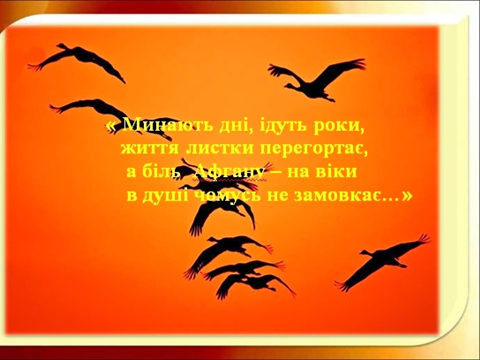 « Минають дні, ідуть роки,
життя листки перегортає,
а біль Афгану – на віки
в душі чомусь не замовкає…»